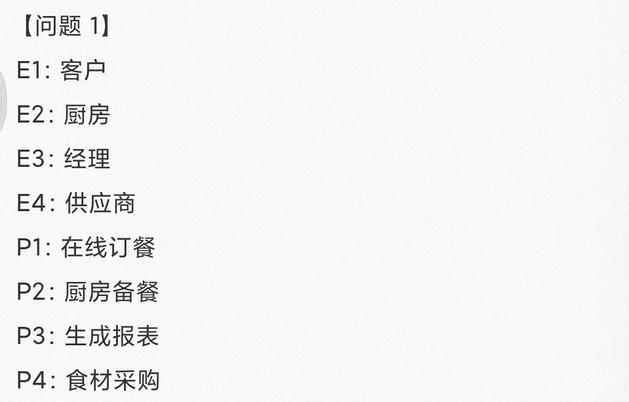 【问题 1】
E1: 客户
E2: 厨房
E3: 经理
E4: 供应商
P1: 在线订餐
P2: 厨房备餐
P3: 生成报表
P4: 食材采购